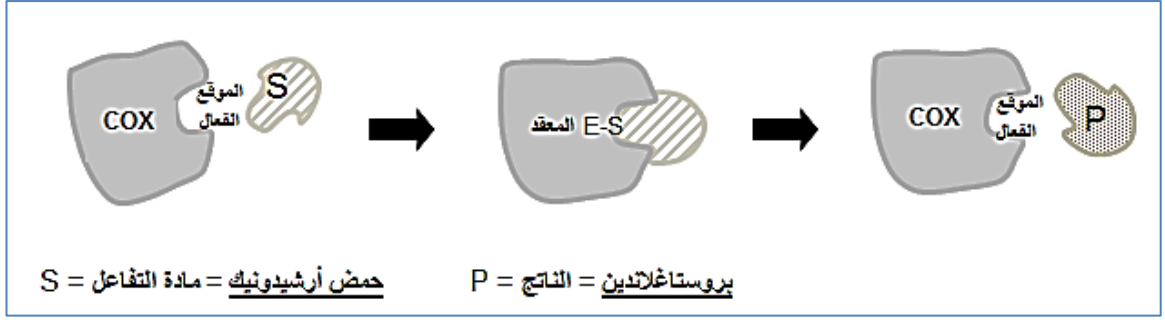 COX
الموقع
الفعال
S
المعقد E-S
COX
الموقع
الفعال
P
S = مادة التفاعل = حمض أرشيدونيك
P = الناتج = بروستاغلاندين